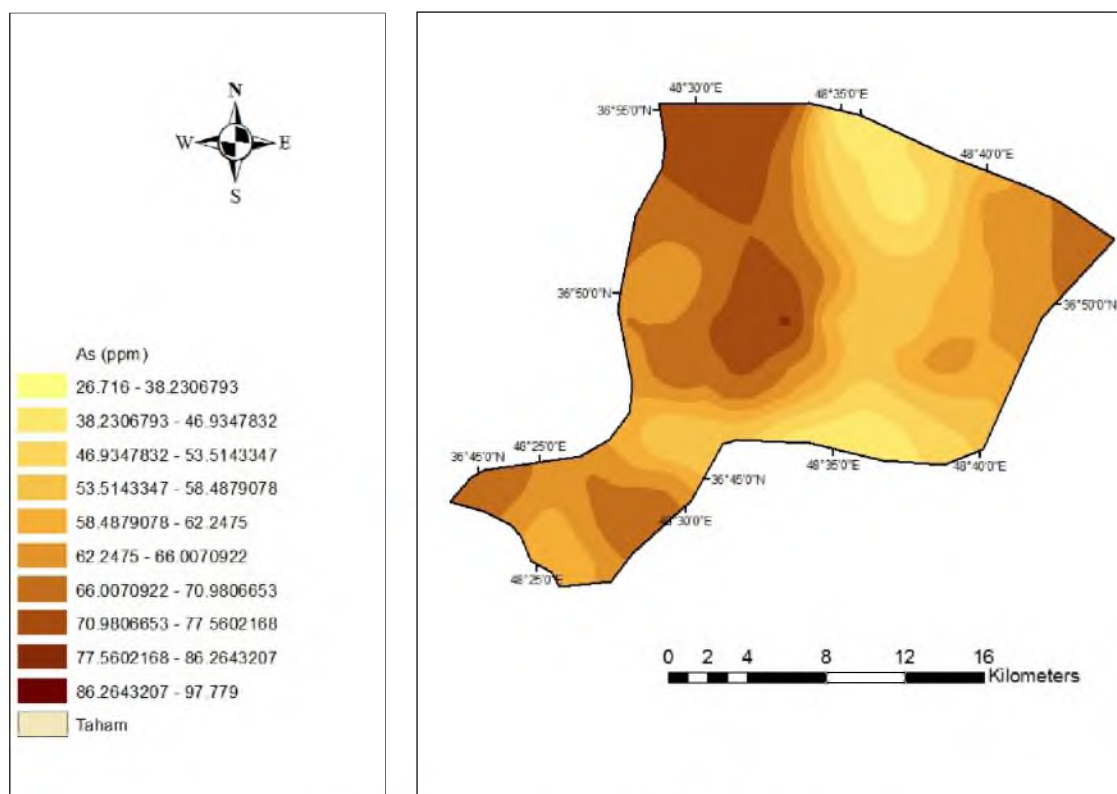 N
W E
S
As (ppm)
26.716 - 38.2306793
38.2306793 - 46.9347832
46.9347832 - 53.5143347
53.5143347 - 58.4879078
58.4879078 - 62.2475
62.2475 - 66.0070922
66.0070922 - 70.9806653
70.9806653 - 77.5602168
77.5602168 - 86.2643207
86.2643207 - 97.779
Taham
48°30'0"E
48°35'0"E
36°55'0"N
48°40'0"E
36°50'0"N
36°50'0"N
48°25'0"E
36°45'0"N
48°35'0"E
48°40'0"E
36°45'0"N
48°30'0"E
48°25'0"E
0 2 4 8 12 16
Kilometers